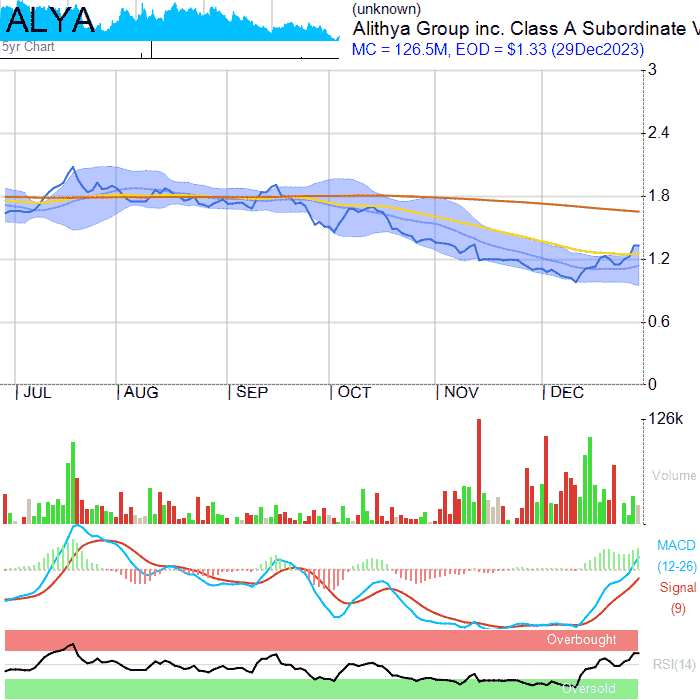 ALYA
5yr Chart
(unknown)
Alithya Group inc. Class A Subordinate V
MC = 126.5M, EOD = $1.33 (29Dec2023)
3
2.4
1.8
1.2
0.6
0
JUL AUG SEP OCT NOV DEC
126k
Volume
MACD
(12-26)
Signal
(9)
Overbought
RSI(14)
Oversold